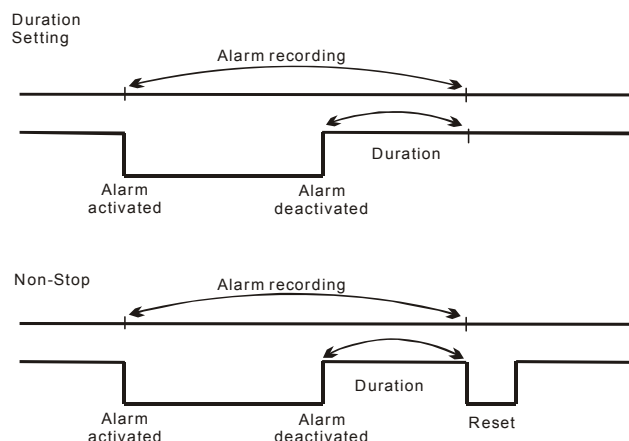 Duration
Setting
Alarm recording
Duration
Alarm
activated
Alarm
deactivated
Non-Stop
Alarm recording
Duration
Alarm
activated
Alarm
deactivated
Reset